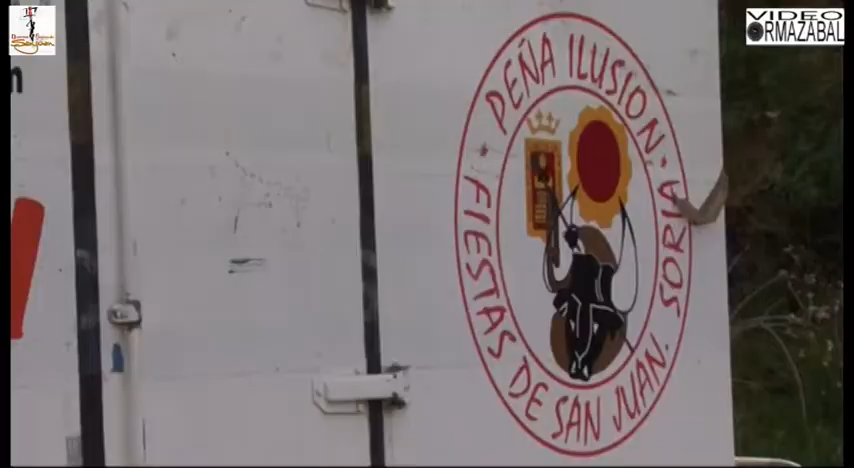 VIDEO
ORMAZABAL
n
PEÑA ILUSION · SORIA
FIESTAS DE SAN JUAN.